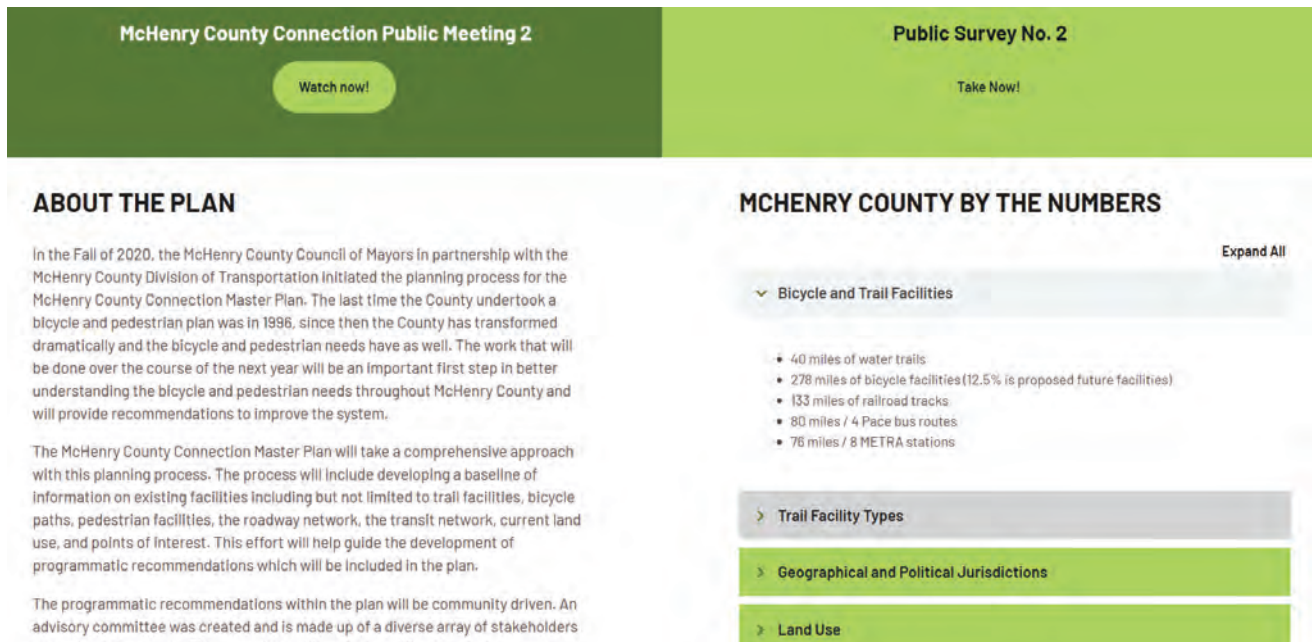 McHenry County Connection Public Meeting 2
Watch now!
Public Survey No. 2
Take Now!
ABOUT THE PLAN
In the Fall of 2020, the McHenry County Council of Mayors in partnership with the
McHenry County Division of Transportation initiated the planning process for the
McHenry County Connection Master Plan. The last time the County undertook a
bicycle and pedestrian plan was in 1996, since then the County has transformed
dramatically and the bicycle and pedestrian needs have as well. The work that will
be done over the course of the next year will be an important first step in better
understanding the bicycle and pedestrian needs throughout McHenry County and
will provide recommendations to improve the system.
The McHenry County Connection Master Plan will take a comprehensive approach
with this planning process. The process will include developing a baseline of
information on existing facilities including but not limited to trail facilities, bicycle
paths, pedestrian facilities, the roadway network, the transit network, current land
use, and points of interest. This effort will help guide the development of
programmatic recommendations which will be included in the plan.
The programmatic recommendations within the plan will be community driven. An
advisory committee was created and is made up of a diverse array of stakeholders
MCHENRY COUNTY BY THE NUMBERS
Expand All
Bicycle and Trail Facilities
• 40 miles of water trails
• 278 miles of bicycle facilities (12.5% is proposed future facilities)
• 133 miles of railroad tracks
• 80 miles / 4 Pace bus routes
• 76 miles / 8 METRA stations
Trail Facility Types
Geographical and Political Jurisdictions
Land Use